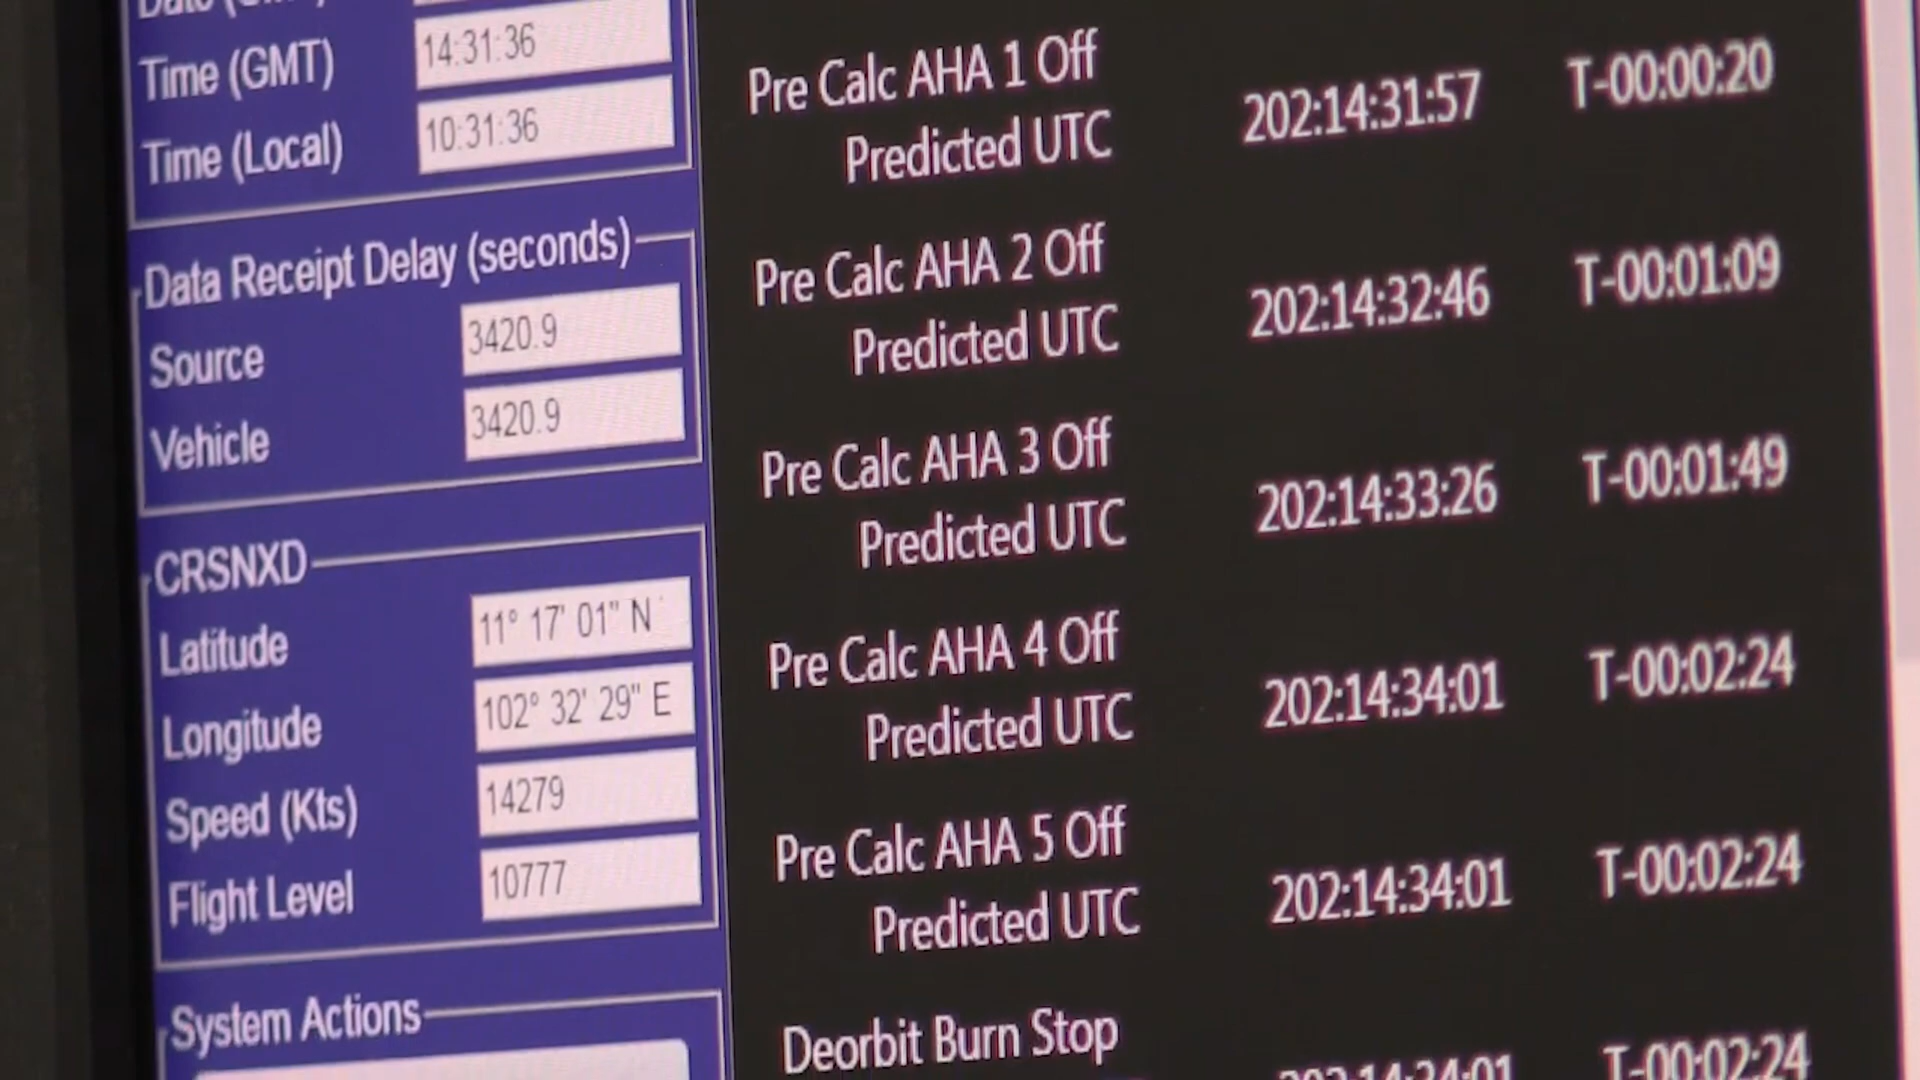 Time (GMT) 14:31:36
Time (Local) 10:31:36
Data Receipt Delay (seconds)
Source 3420.9
Vehicle 3420.9
CRSNXD
Latitude 11° 17' 01" N
Longitude 102° 32' 29" E
Speed (Kts) 14279
Flight Level 10777
System Actions
Pre Calc AHA 1 Off
Predicted UTC 202:14:31:57 T-00:00:20
Pre Calc AHA 2 Off
Predicted UTC 202:14:32:46 T-00:01:09
Pre Calc AHA 3 Off
Predicted UTC 202:14:33:26 T-00:01:49
Pre Calc AHA 4 Off
Predicted UTC 202:14:34:01 T-00:02:24
Pre Calc AHA 5 Off
Predicted UTC 202:14:34:01 T-00:02:24
Deorbit Burn Stop
202:14:34:01 T-00:02:24